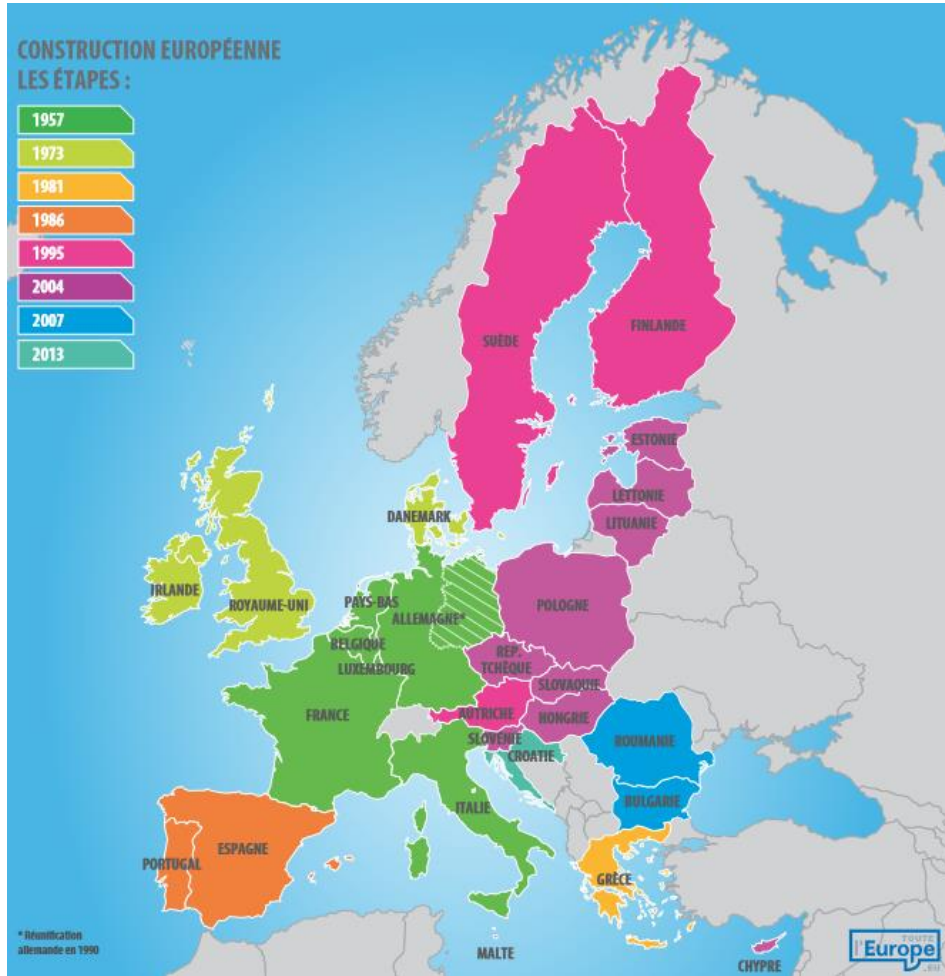 CONSTRUCTION EUROPÉENNE
LES ÉTAPES :
1957
1973
1981
1986
1995
2004
2007
2013
SUÈDE
FINLANDE
ESTONIE
LETTONIE
LITUANIE
DANEMARK
IRLANDE
ROYAUME-UNI
PAYS-BAS
ALLEMAGNE*
POLOGNE
BELGIQUE
LUXEMBOURG
RÉP.
TCHÈQUE
SLOVAQUIE
FRANCE
AUTRICHE
HONGRIE
SLOVÉNIE
CROATIE
ROUMANIE
BULGARIE
ITALIE
PORTUGAL
ESPAGNE
GRÈCE
* Réunification
allemande en 1990
MALTE
CHYPRE
TOUTE
l'Europe
.EU